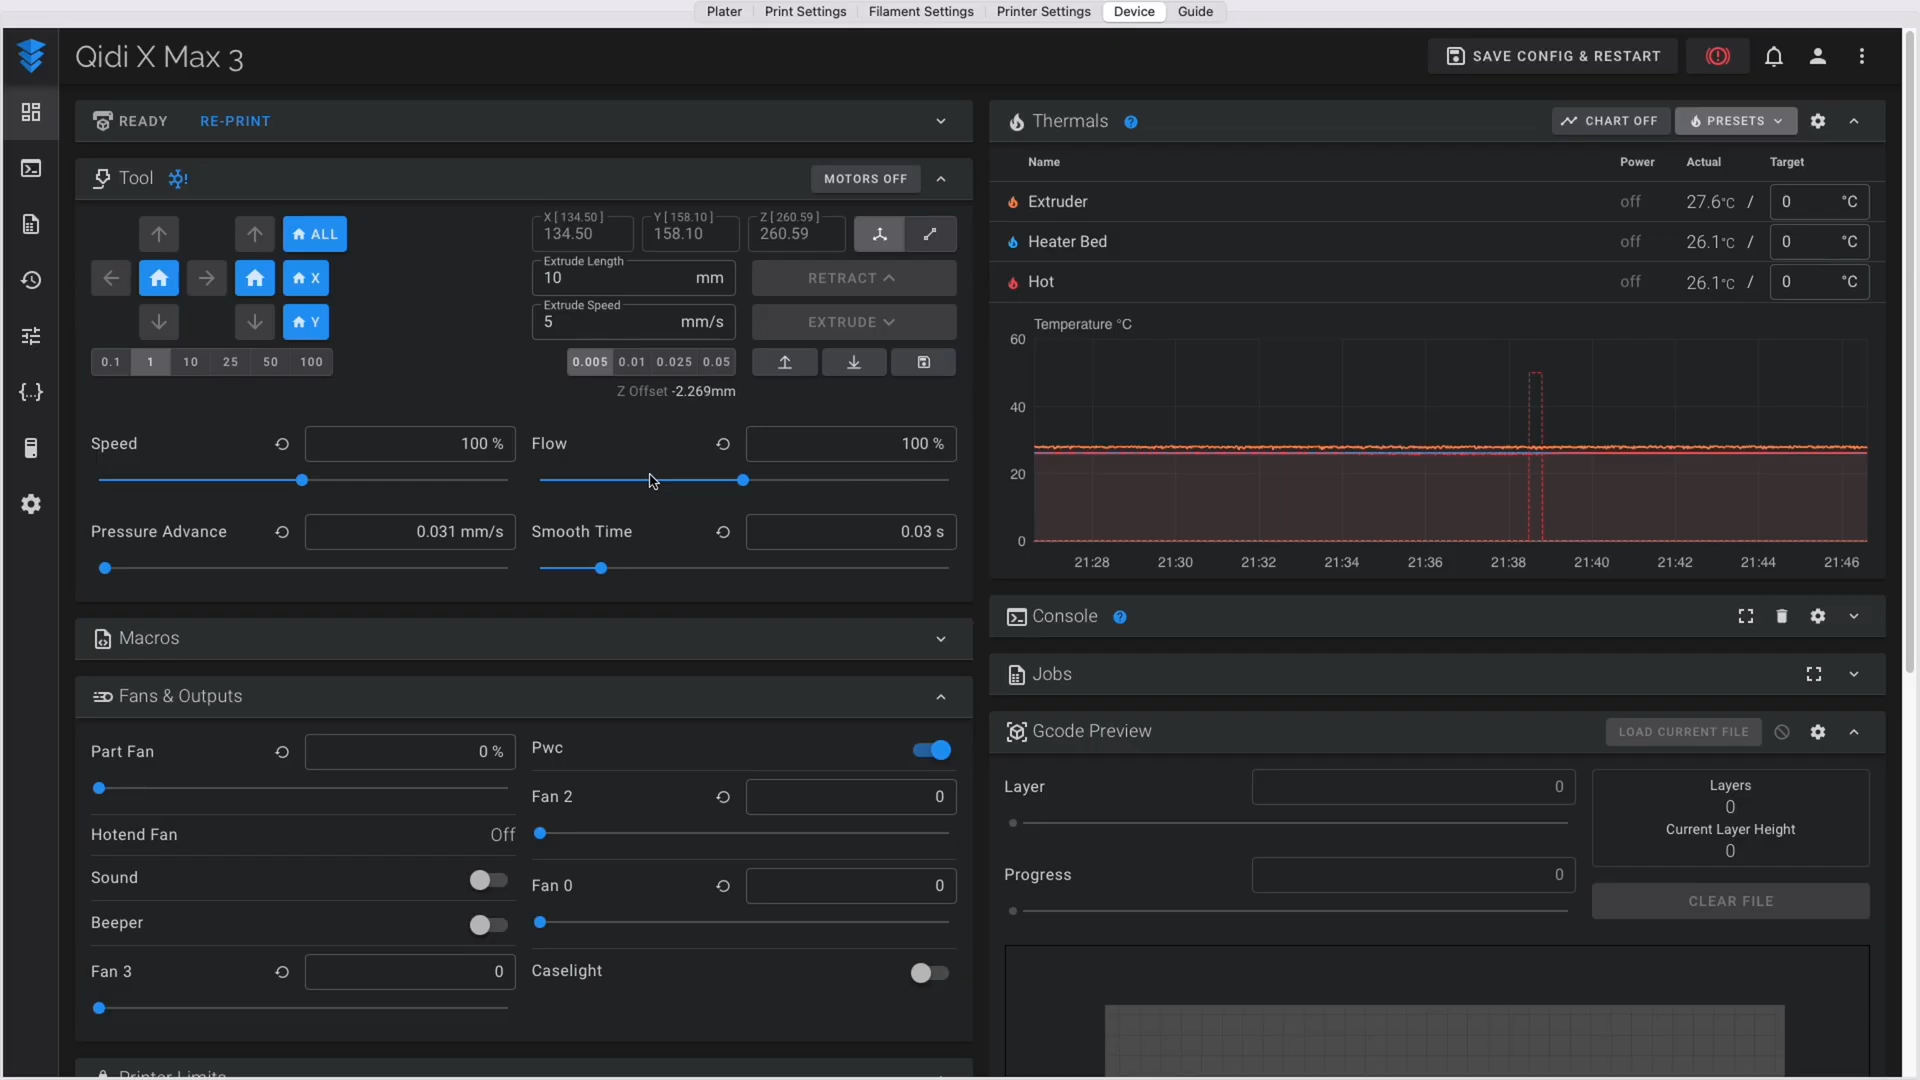 Plater Print Settings Filament Settings Printer Settings Device Guide
Qidi X Max 3
SAVE CONFIG & RESTART
READY RE-PRINT
Tool
MOTORS OFF
ALL
X
Y
X [ 134.50 ] Y [ 158.10 ] Z [ 260.59 ]
134.50 158.10 260.59
Extrude Length
10 mm
RETRACT
Extrude Speed
5 mm/s
EXTRUDE
0.1 1 10 25 50 100
0.005 0.01 0.025 0.05
Z Offset -2.269mm
Speed 100 %
Flow 100 %
Pressure Advance 0.031 mm/s
Smooth Time 0.03 s
Macros
Fans & Outputs
Part Fan 0 %
Hotend Fan Off
Sound
Beeper
Fan 3 0
Pwc
Fan 2 0
Fan 0 0
Caselight
Printer Limits
Thermals
CHART OFF PRESETS
Name Power Actual Target
Extruder off 27.6°C / 0 °C
Heater Bed off 26.1°C / 0 °C
Hot off 26.1°C / 0 °C
Temperature °C
60
40
20
0
21:28 21:30 21:32 21:34 21:36 21:38 21:40 21:42 21:44 21:46
Console
Jobs
Gcode Preview
LOAD CURRENT FILE
Layer 0
Progress 0
Layers
0
Current Layer Height
0
CLEAR FILE